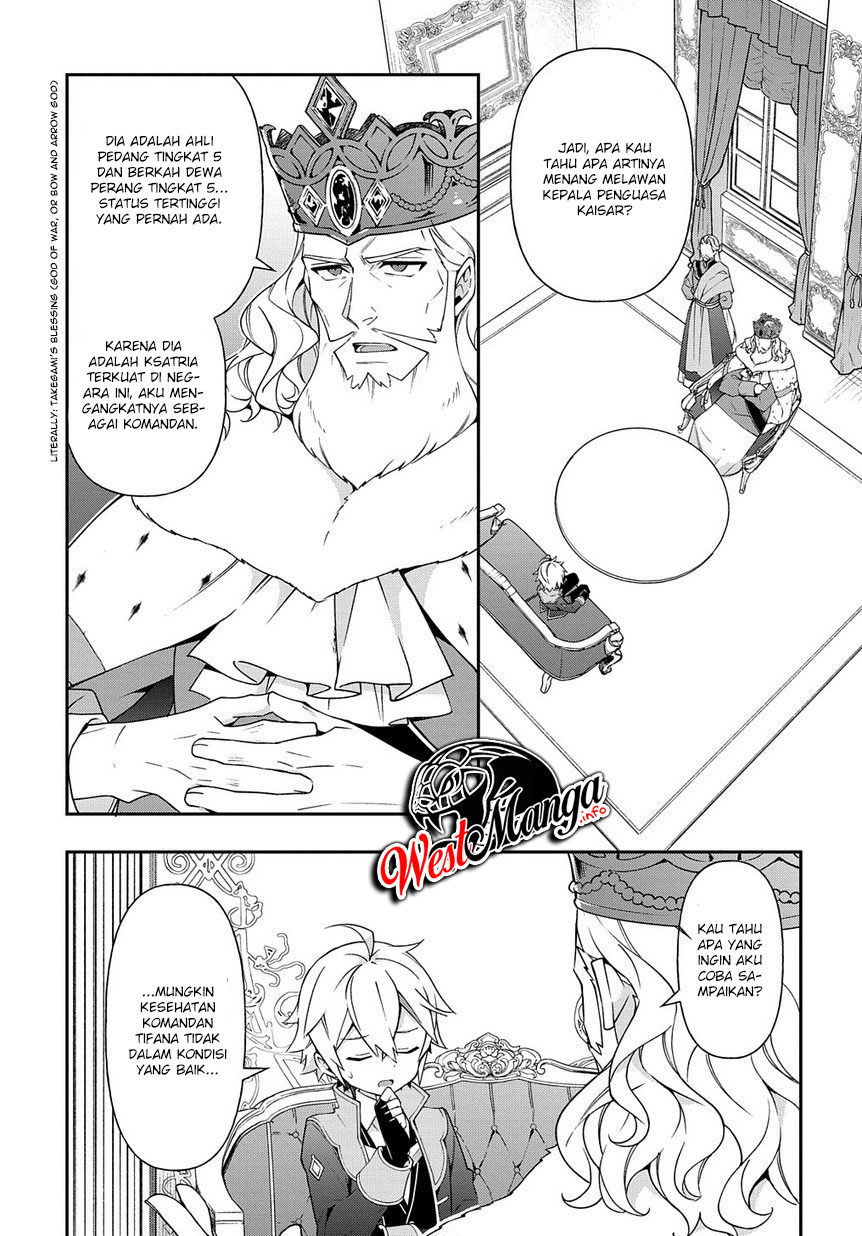 JADI, APA KAU
TAHU APA ARTINYA
MENANG MELAWAN
KEPALA PENGUASA
KAISAR?
DIA ADALAH AHLI
PEDANG TINGKAT 5
DAN BERKAH DEWA
PERANG TINGKAT 5...
STATUS TERTINGGI
YANG PERNAH ADA.
KARENA DIA
ADALAH KSATRIA
TERKUAT DI NEG-
ARA INI, AKU MEN-
GANGKATNYA SEB-
AGAI KOMANDAN.
LITERALLY: TAKEGAMI'S BLESSING (GOD OF WAR, OR BOW AND ARROW GOD)
WestManga
.info
KAU TAHU
APA YANG
INGIN AKU
COBA SA-
MPAIKAN?
...MUNGKIN
KESEHATAN
KOMANDAN
TIFANA TIDAK
DALAM KONDISI
YANG BAIK...